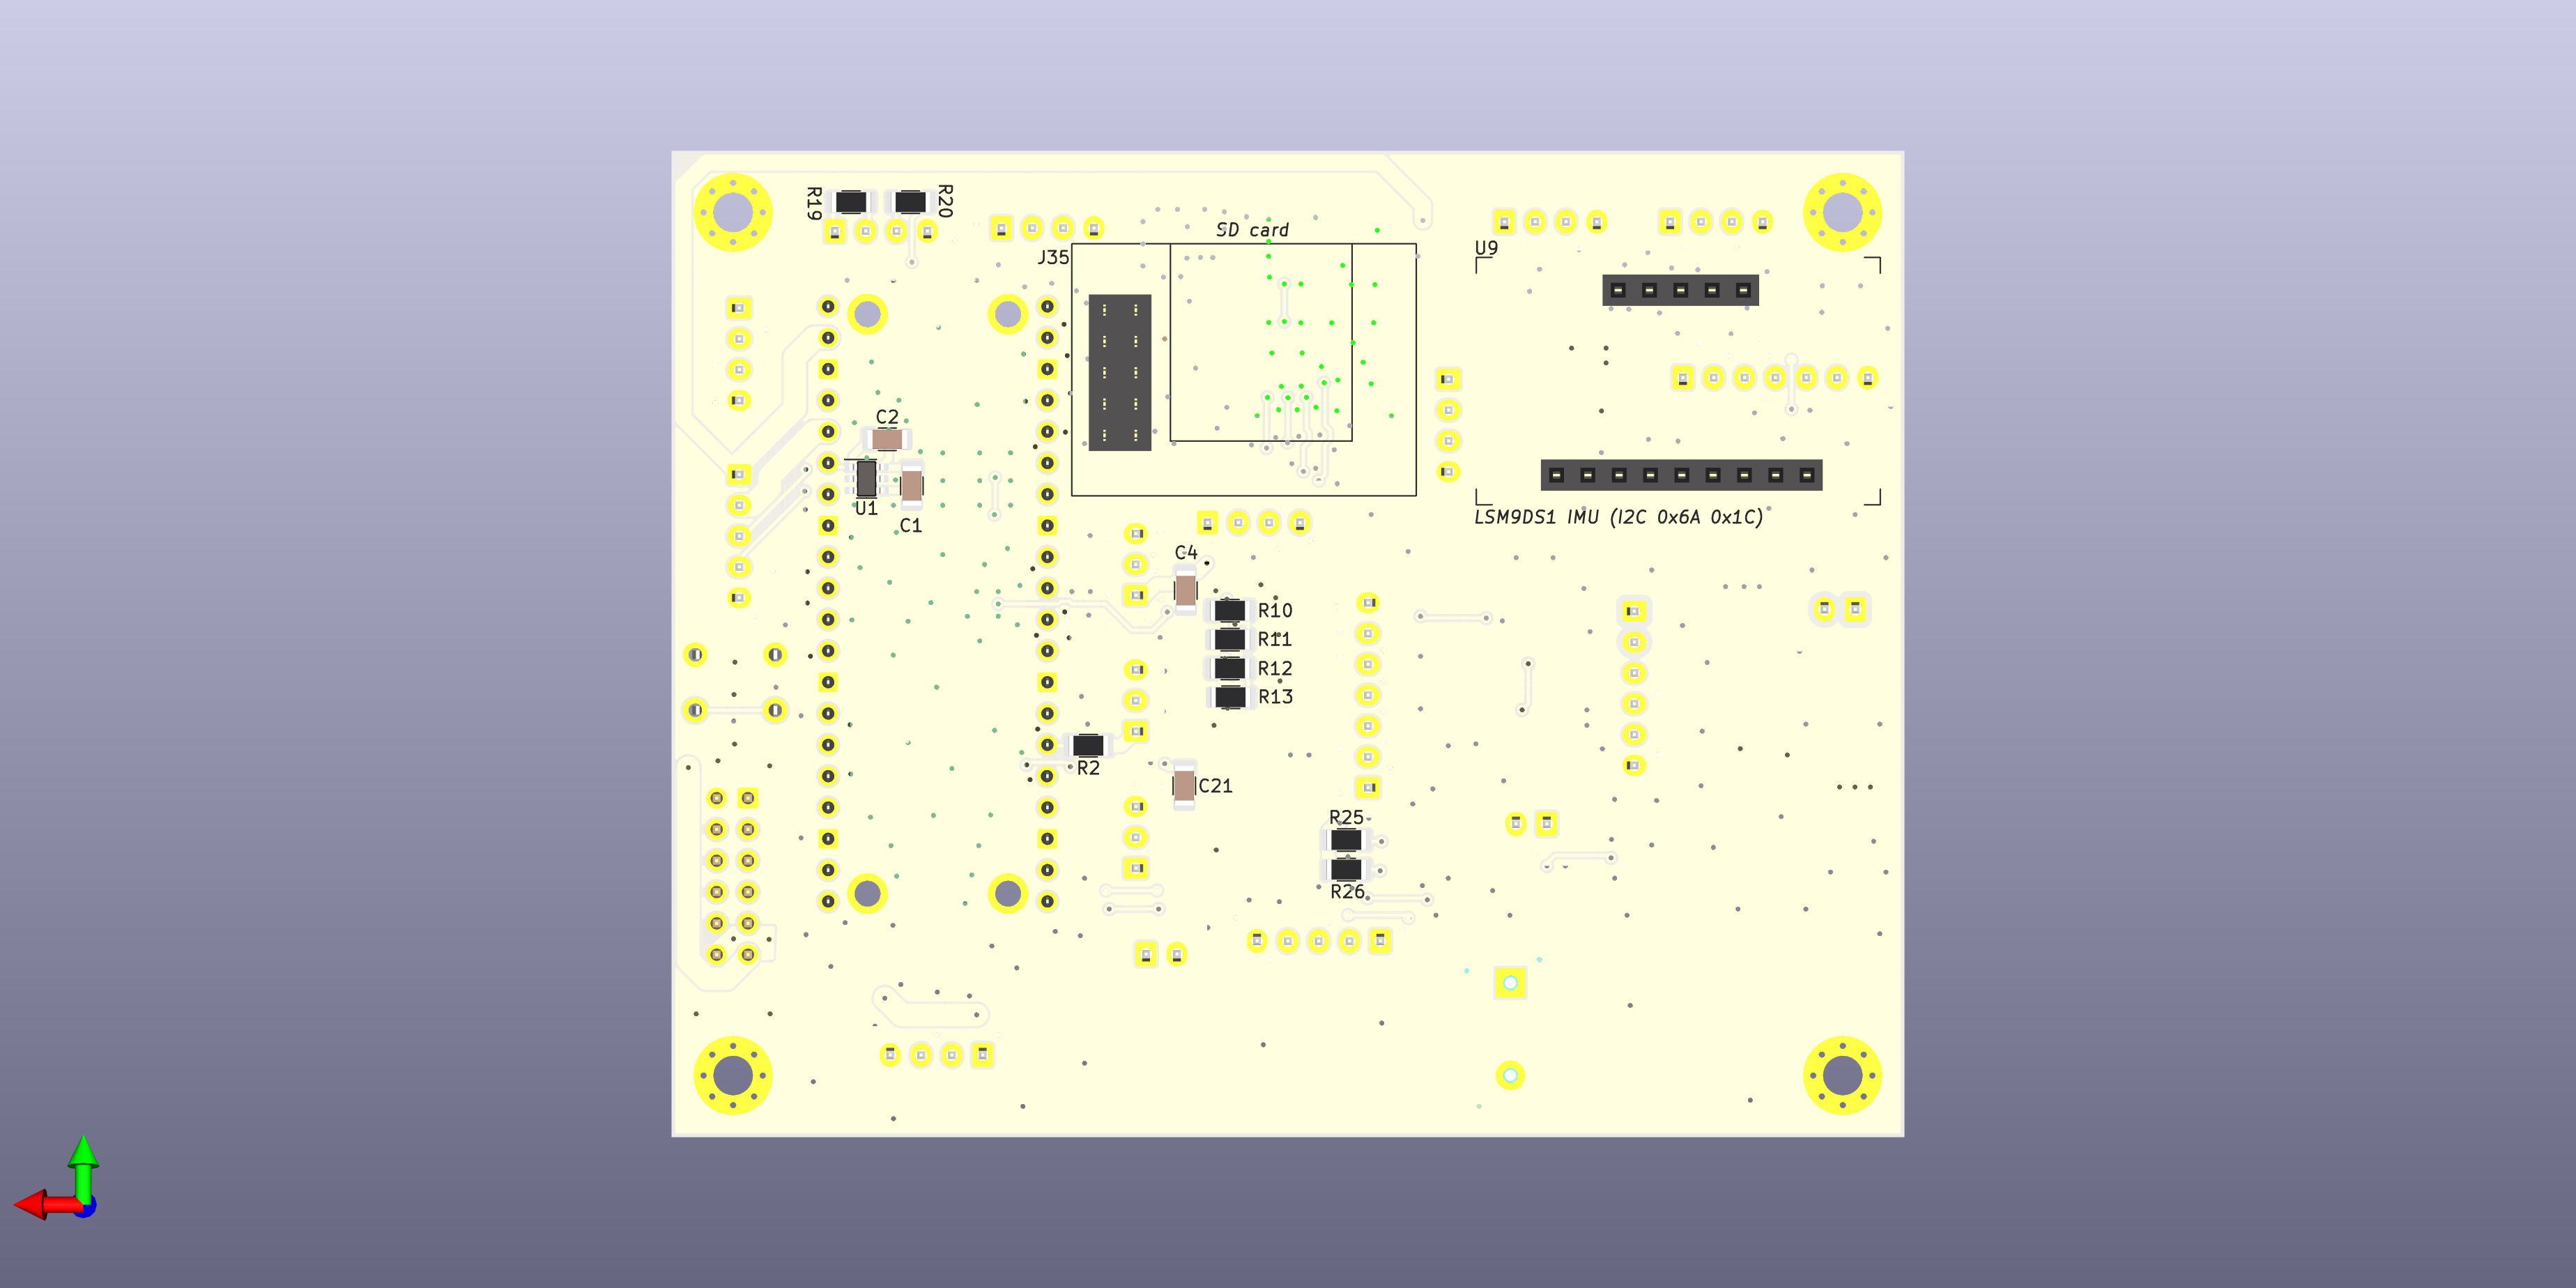 R19
R20
SD card
J35
U9
C2
U1
C1
LSM9DS1 IMU (I2C 0x6A 0x1C)
C4
R10
R11
R12
R13
R2
C21
R25
R26